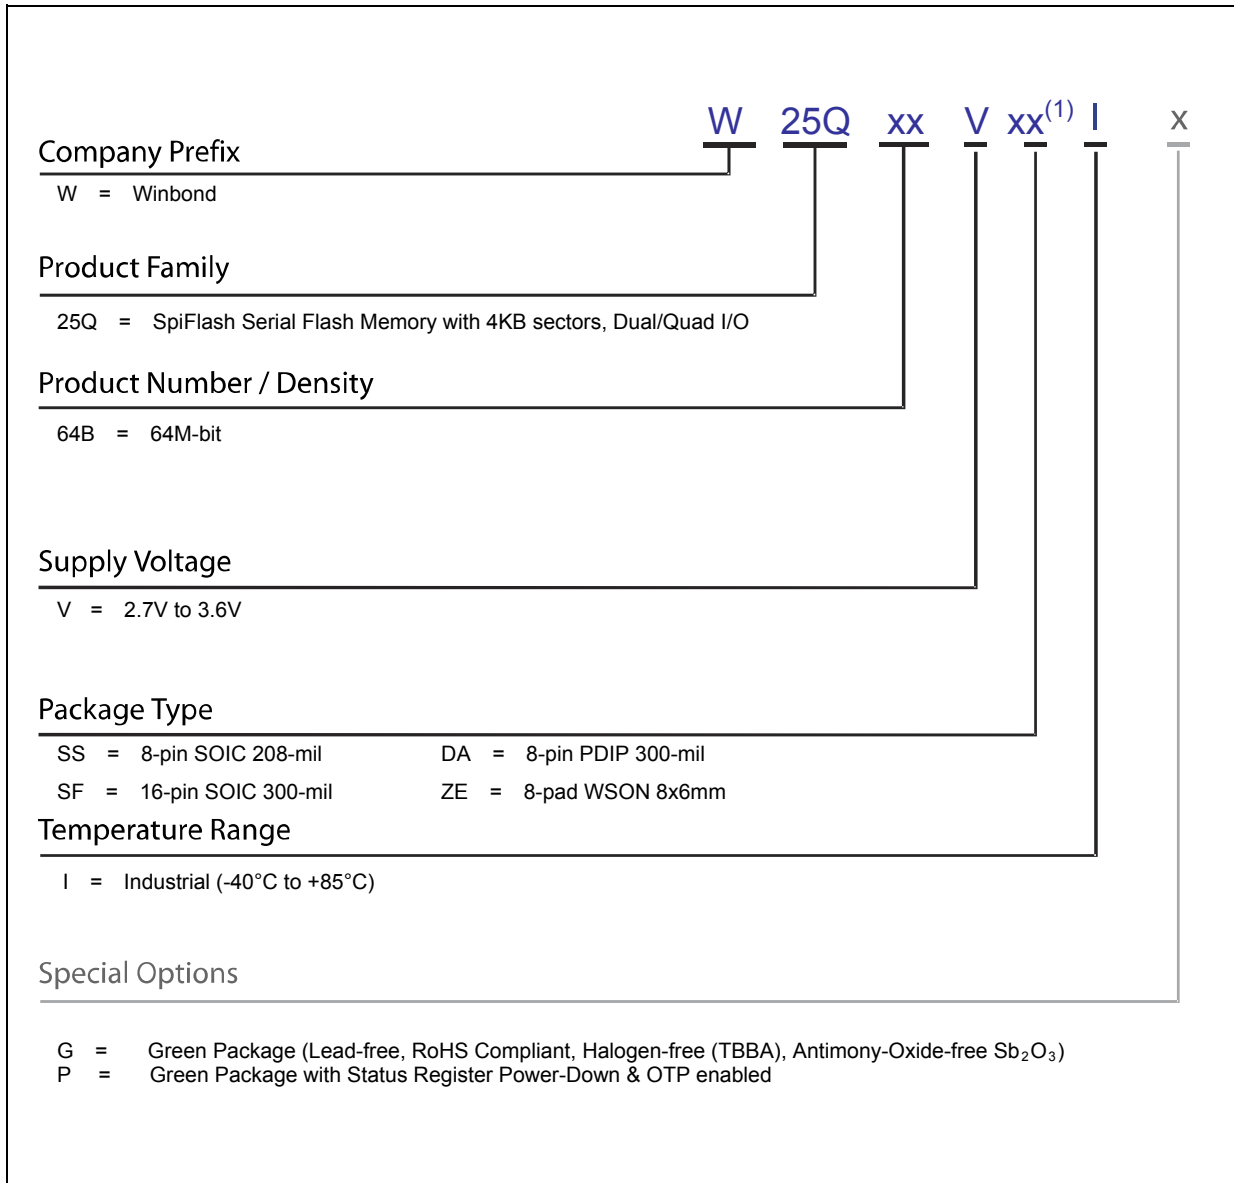 W 25Q xx V xx(1) I x
Company Prefix
W = Winbond
Product Family
25Q = SpiFlash Serial Flash Memory with 4KB sectors, Dual/Quad I/O
Product Number / Density
64B = 64M-bit
Supply Voltage
V = 2.7V to 3.6V
Package Type
SS = 8-pin SOIC 208-mil DA = 8-pin PDIP 300-mil
SF = 16-pin SOIC 300-mil ZE = 8-pad WSON 8x6mm
Temperature Range
I = Industrial (-40°C to +85°C)
Special Options
G = Green Package (Lead-free, RoHS Compliant, Halogen-free (TBBA), Antimony-Oxide-free Sb₂O₃)
P = Green Package with Status Register Power-Down & OTP enabled